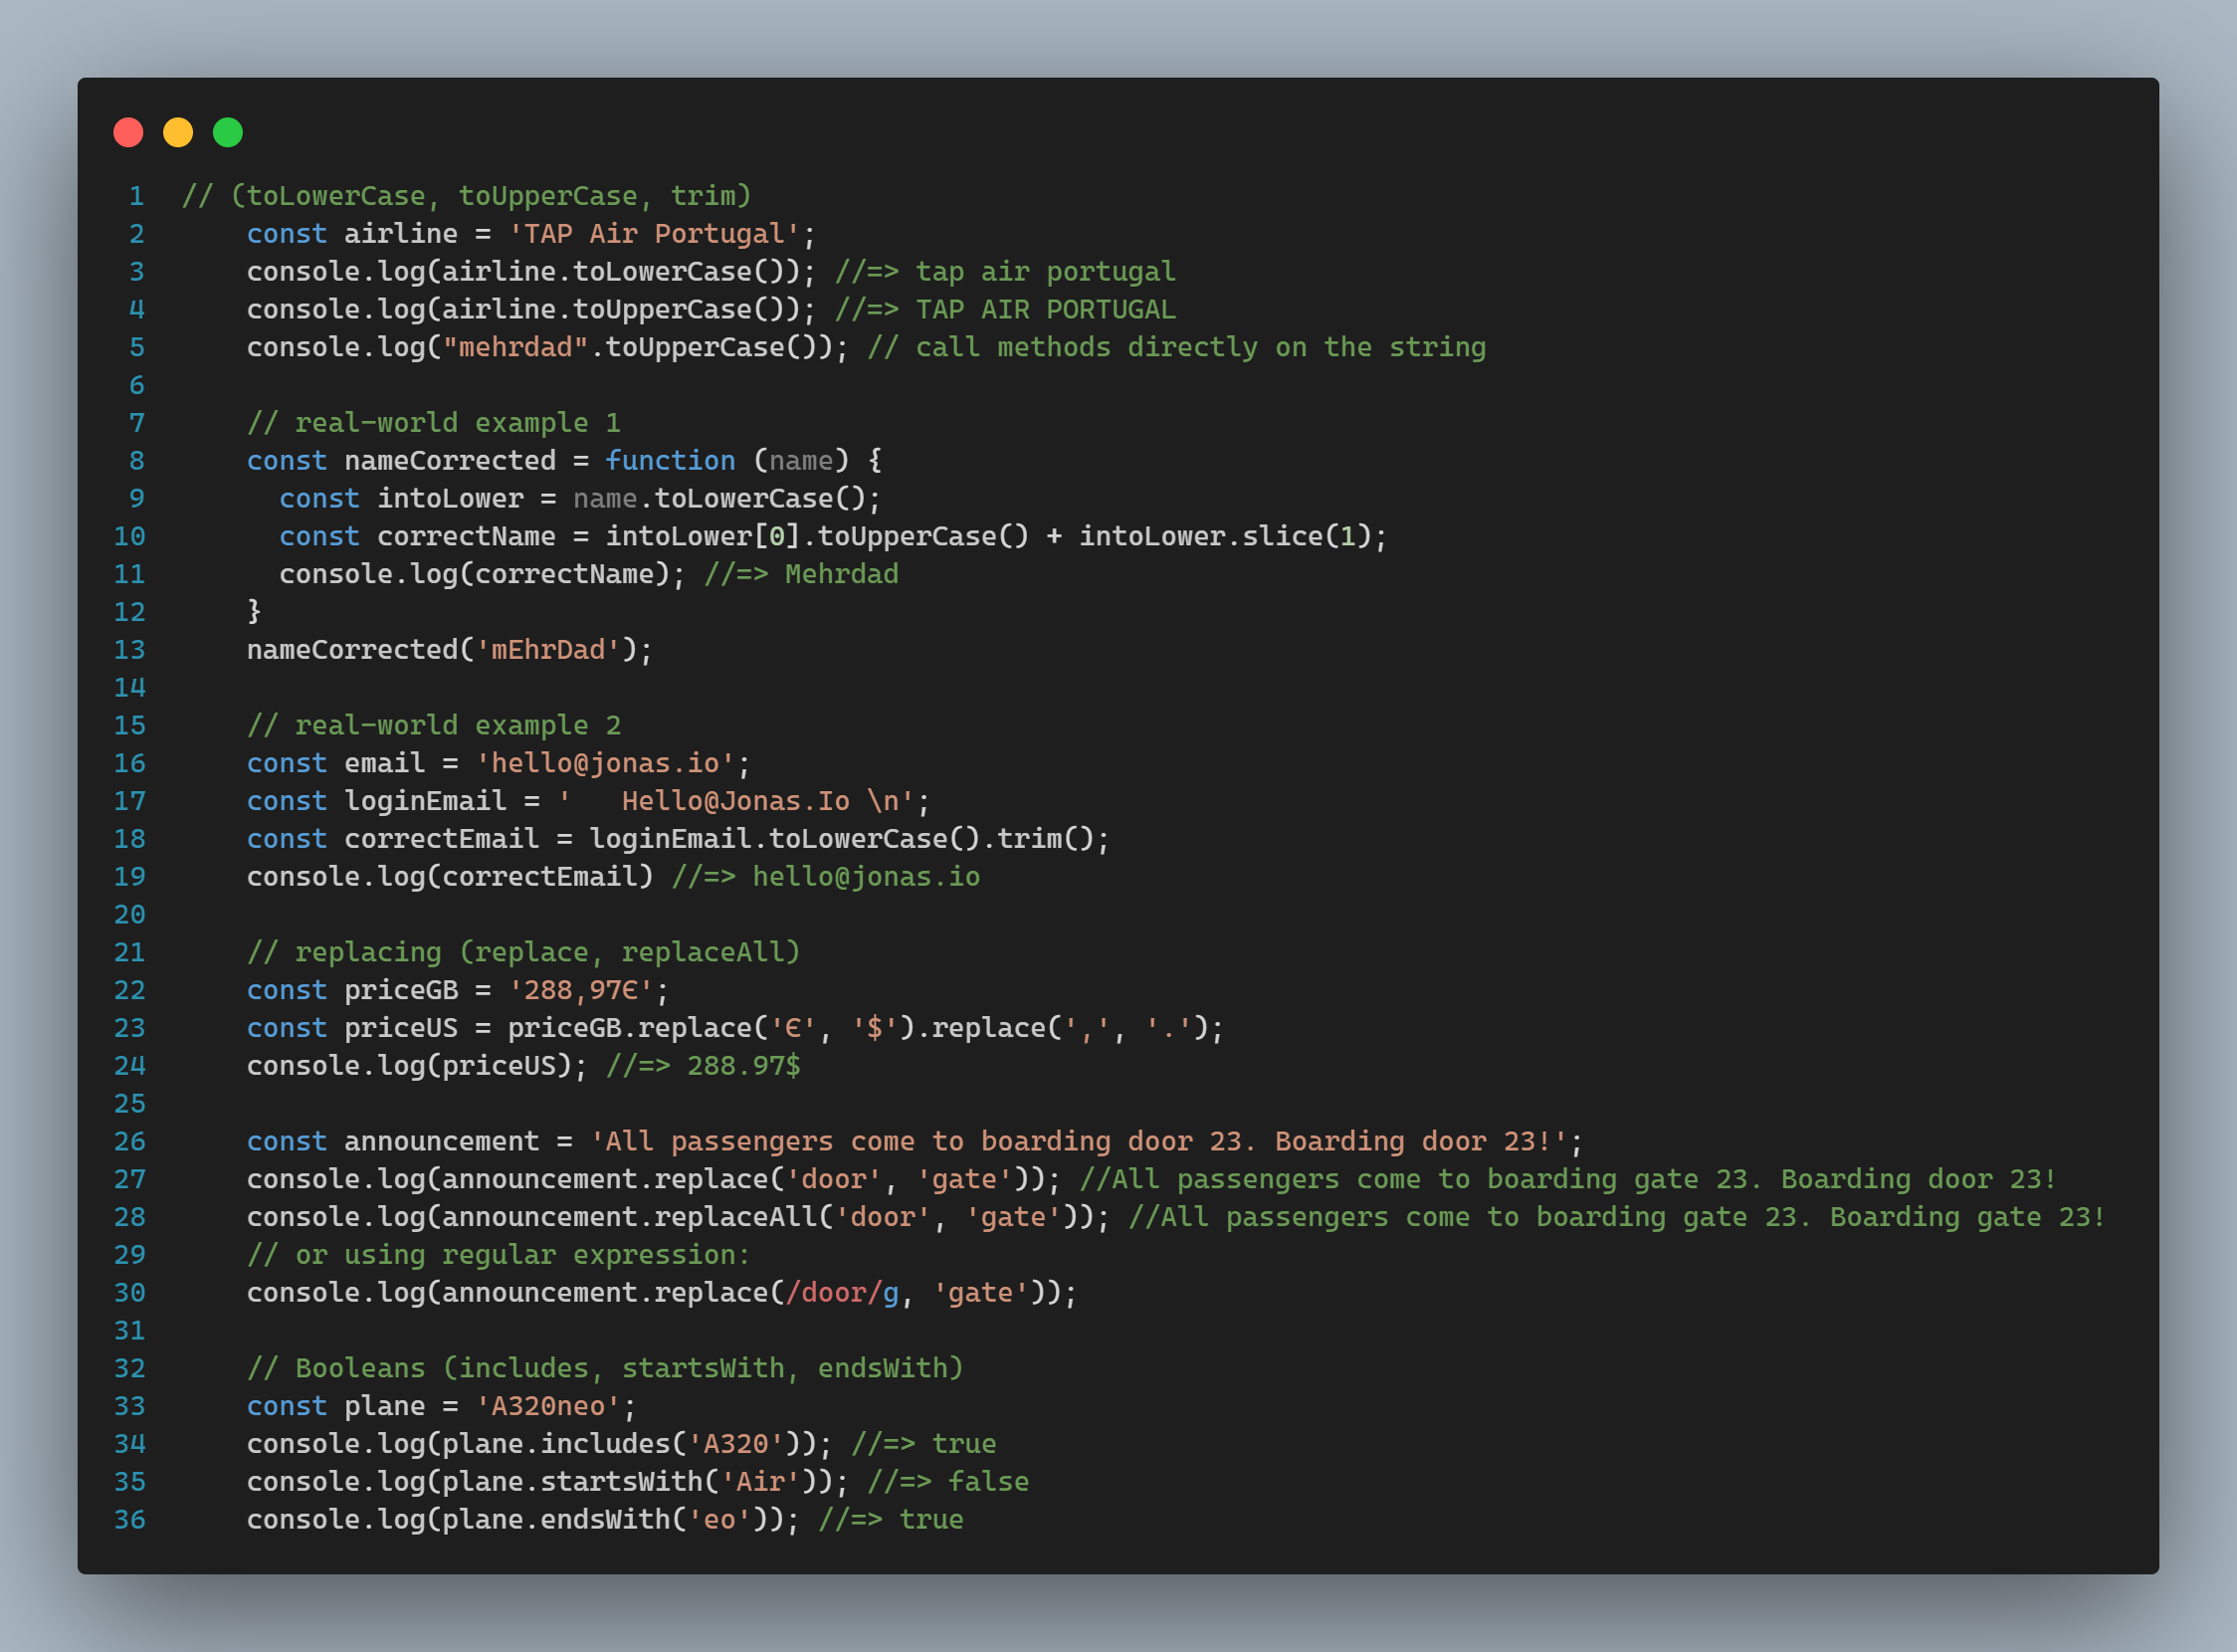 1 // (toLowerCase, toUpperCase, trim)
2     const airline = 'TAP Air Portugal';
3     console.log(airline.toLowerCase()); //=> tap air portugal
4     console.log(airline.toUpperCase()); //=> TAP AIR PORTUGAL
5     console.log("mehrdad".toUpperCase()); // call methods directly on the string
6
7     // real-world example 1
8     const nameCorrected = function (name) {
9       const intoLower = name.toLowerCase();
10       const correctName = intoLower[0].toUpperCase() + intoLower.slice(1);
11       console.log(correctName); //=> Mehrdad
12     }
13     nameCorrected('mEhrDad');
14
15     // real-world example 2
16     const email = 'hello@jonas.io';
17     const loginEmail = '   Hello@Jonas.Io \n';
18     const correctEmail = loginEmail.toLowerCase().trim();
19     console.log(correctEmail) //=> hello@jonas.io
20
21     // replacing (replace, replaceAll)
22     const priceGB = '288,97Є';
23     const priceUS = priceGB.replace('Є', '$').replace(',', '.');
24     console.log(priceUS); //=> 288.97$
25
26     const announcement = 'All passengers come to boarding door 23. Boarding door 23!';
27     console.log(announcement.replace('door', 'gate')); //All passengers come to boarding gate 23. Boarding door 23!
28     console.log(announcement.replaceAll('door', 'gate')); //All passengers come to boarding gate 23. Boarding gate 23!
29     // or using regular expression:
30     console.log(announcement.replace(/door/g, 'gate'));
31
32     // Booleans (includes, startsWith, endsWith)
33     const plane = 'A320neo';
34     console.log(plane.includes('A320')); //=> true
35     console.log(plane.startsWith('Air')); //=> false
36     console.log(plane.endsWith('eo')); //=> true